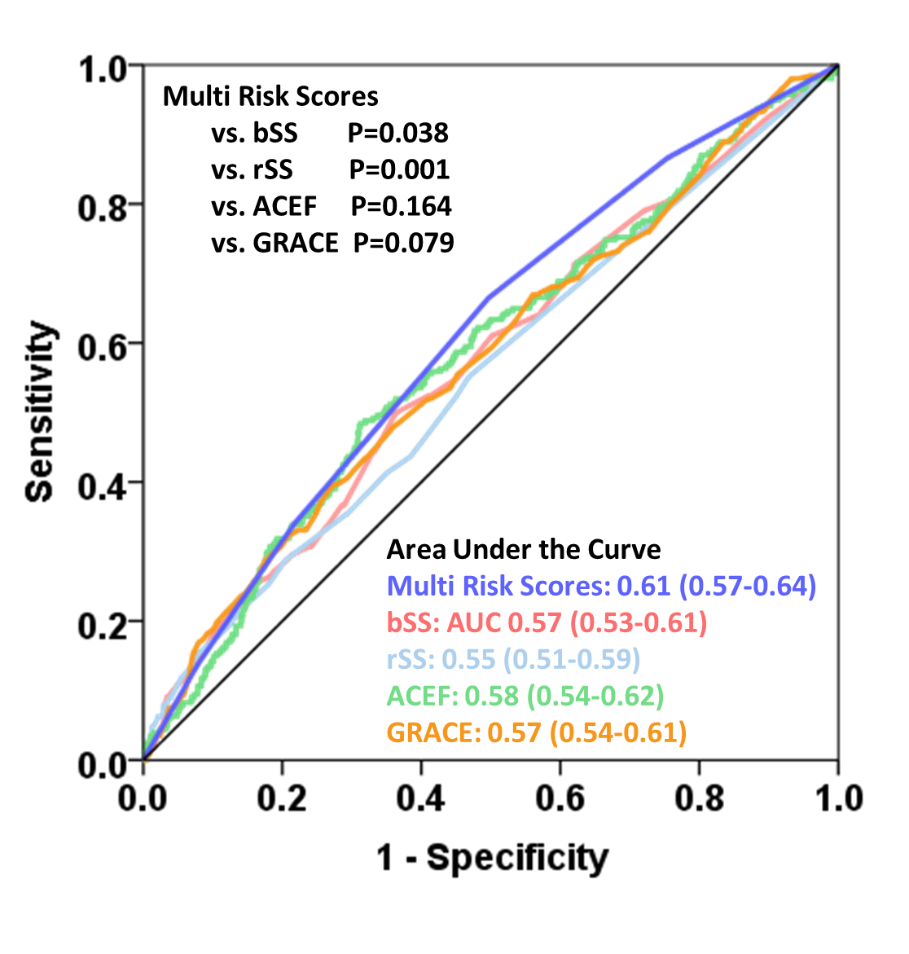 1.0
Multi Risk Scores
vs. bSS P=0.038
vs. rSS P=0.001
0.8
vs. ACEF P=0.164
vs. GRACE P=0.079
Sensitivity
0.6
0.4
Area Under the Curve
Multi Risk Scores: 0.61 (0.57-0.64)
0.2
bSS: AUC 0.57 (0.53-0.61)
rSS: 0.55 (0.51-0.59)
ACEF: 0.58 (0.54-0.62)
GRACE: 0.57 (0.54-0.61)
0.0
0.0 0.2 0.4 0.6 0.8 1.0
1 - Specificity